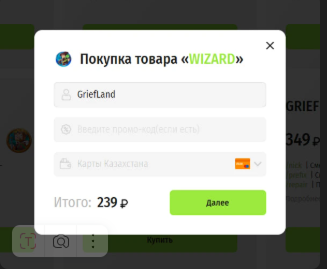 Покупка товара «WIZARD»
GriefLand
GRIEF
Введите промо-код(если есть)
349 ₽
Карты Казахстана
Итого: 239 ₽
Далее
Купить